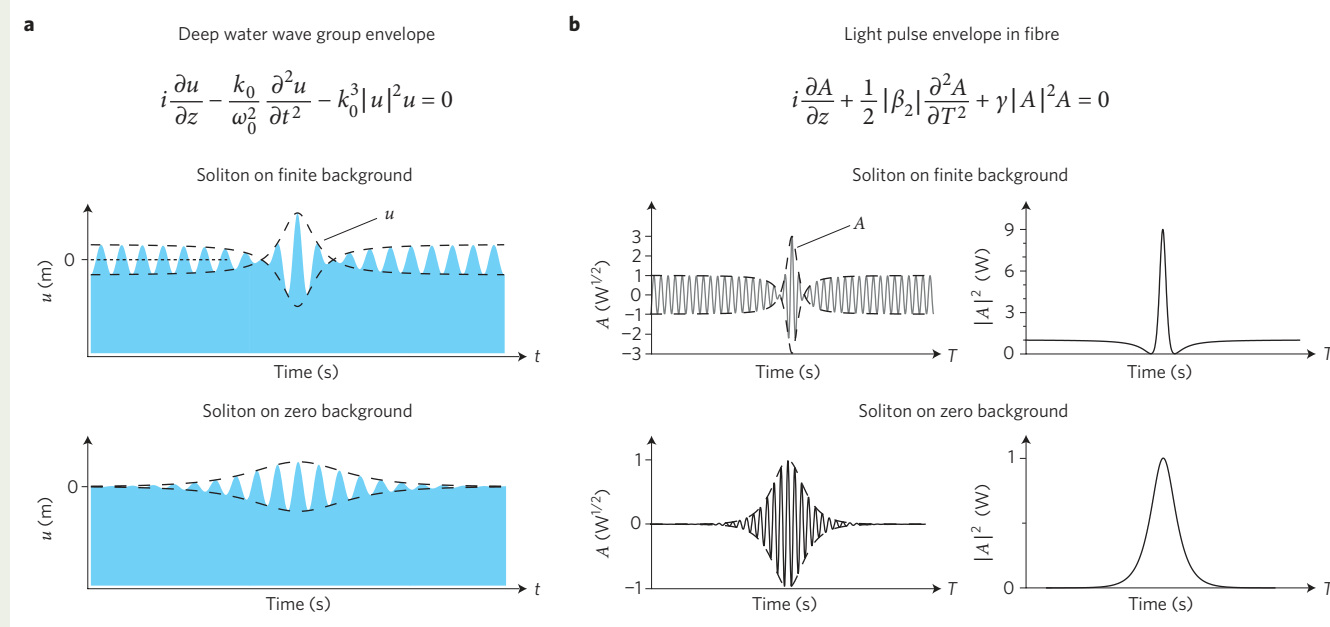 a
Deep water wave group envelope
i ∂u/∂z − k₀/ω₀² ∂²u/∂t² − k₀³|u|²u = 0
Soliton on finite background
u
0
u (m)
t
Time (s)
Soliton on zero background
0
u (m)
t
Time (s)
b
Light pulse envelope in fibre
i ∂A/∂z + 1/2 |β₂| ∂²A/∂T² + γ|A|²A = 0
Soliton on finite background
A
3
2
1
0
−1
−2
−3
A (W^1/2)
T
Time (s)
9
6
3
0
|A|² (W)
T
Time (s)
Soliton on zero background
1
0
−1
A (W^1/2)
T
Time (s)
1
0
|A|² (W)
T
Time (s)